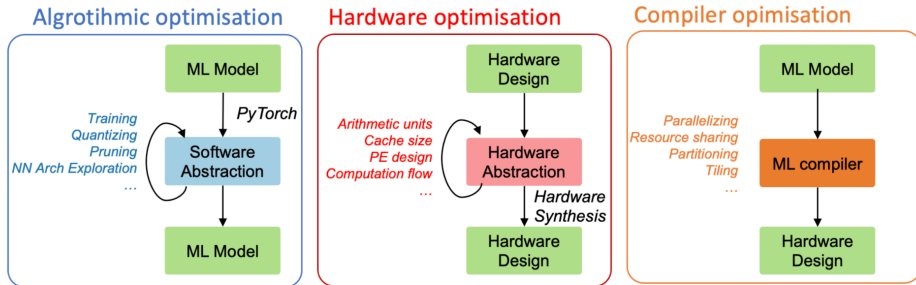 Algrotihmic optimisation
ML Model
PyTorch
Training
Quantizing
Pruning
NN Arch Exploration
...
Software
Abstraction
ML Model
Hardware optimisation
Hardware
Design
Arithmetic units
Cache size
PE design
Computation flow
...
Hardware
Abstraction
Hardware
Synthesis
Hardware
Design
Compiler opimisation
ML Model
Parallelizing
Resource sharing
Partitioning
Tiling
...
ML compiler
Hardware
Design